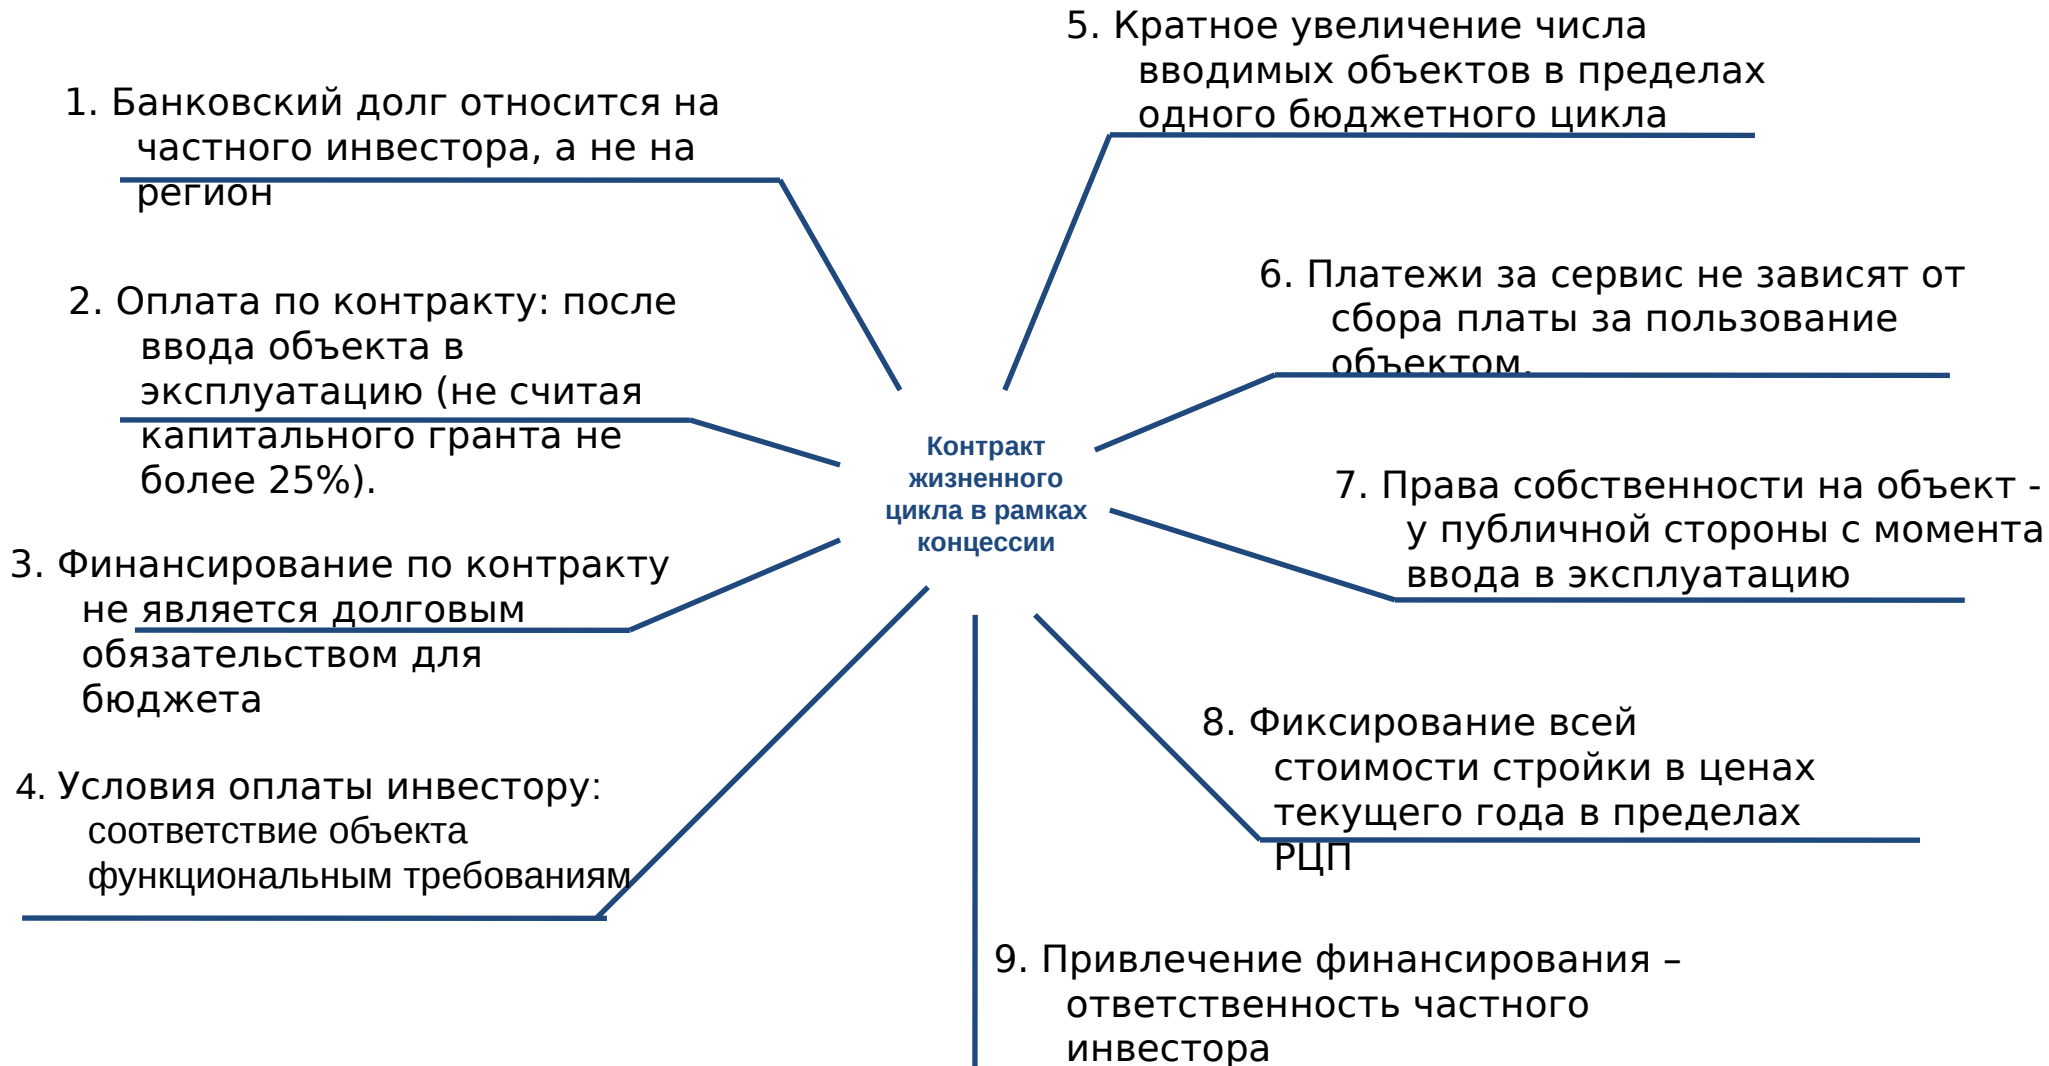 1. Банковский долг относится на
частного инвестора, а не на
регион
2. Оплата по контракту: после
ввода объекта в
эксплуатацию (не считая
капитального гранта не
более 25%).
3. Финансирование по контракту
не является долговым
обязательством для
бюджета
4. Условия оплаты инвестору:
соответствие объекта
функциональным требованиям
Контракт
жизненного
цикла в рамках
концессии
5. Кратное увеличение числа
вводимых объектов в пределах
одного бюджетного цикла
6. Платежи за сервис не зависят от
сбора платы за пользование
объектом.
7. Права собственности на объект -
у публичной стороны с момента
ввода в эксплуатацию
8. Фиксирование всей
стоимости стройки в ценах
текущего года в пределах
РЦП
9. Привлечение финансирования –
ответственность частного
инвестора